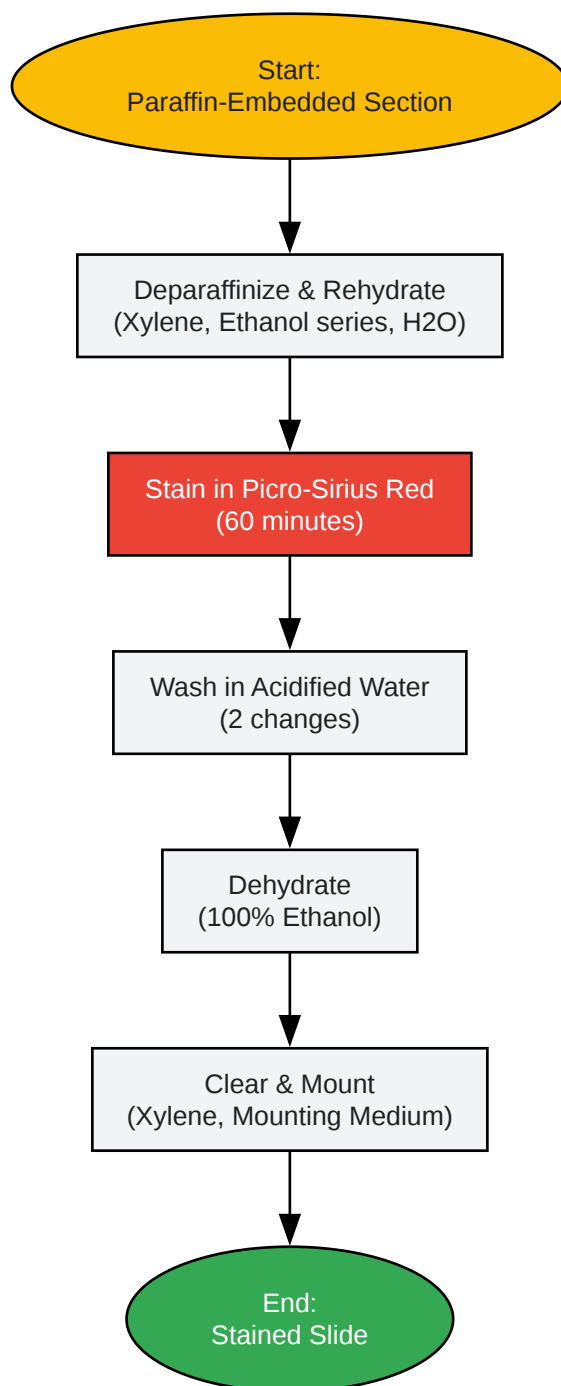 Start:
Paraffin-Embedded Section
Deparaffinize & Rehydrate
(Xylene, Ethanol series, H2O)
Stain in Picro-Sirius Red
(60 minutes)
Wash in Acidified Water
(2 changes)
Dehydrate
(100% Ethanol)
Clear & Mount
(Xylene, Mounting Medium)
End:
Stained Slide